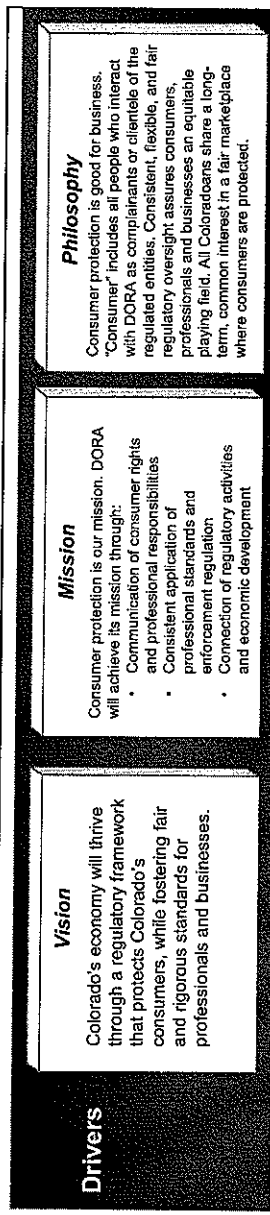 Drivers
Vision
Colorado's economy will thrive
through a regulatory framework
that protects Colorado's
consumers, while fostering fair
and rigorous standards for
professionals and businesses.
Mission
Consumer protection is our mission. DORA
will achieve its mission through:
• Communication of consumer rights
and professional responsibilities
• Consistent application of
professional standards and
enforcement regulation
• Connection of regulatory activities
and economic development
Philosophy
Consumer protection is good for business.
"Consumer" includes all people who interact
with DORA as complainants or clientele of the
regulated entities. Consistent, flexible, and fair
regulatory oversight assures consumers,
professionals and businesses an equitable
playing field. All Coloradoans share a long-
term, common interest in a fair marketplace
where consumers are protected.